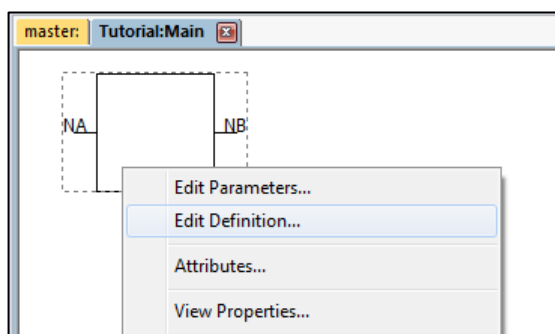 master: Tutorial:Main
NA NB
Edit Parameters...
Edit Definition...
Attributes...
View Properties...